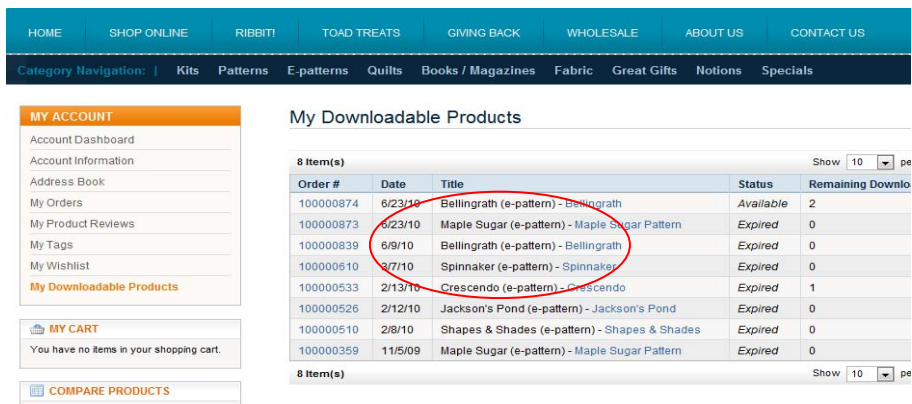 HOME SHOP ONLINE RIBBIT! TOAD TREATS GIVING BACK WHOLESALE ABOUT US CONTACT US
Category Navigation: | Kits Patterns E-patterns Quilts Books / Magazines Fabric Great Gifts Notions Specials
MY ACCOUNT
Account Dashboard
Account Information
Address Book
My Orders
My Product Reviews
My Tags
My Wishlist
My Downloadable Products
MY CART
You have no items in your shopping cart.
COMPARE PRODUCTS
My Downloadable Products
8 Item(s) Show 10 pe
Order # Date Title Status Remaining Downlo
100000874 6/23/10 Bellingrath (e-pattern) - Bellingrath Available 2
100000873 6/23/10 Maple Sugar (e-pattern) - Maple Sugar Pattern Expired 0
100000839 6/9/10 Bellingrath (e-pattern) - Bellingrath Expired 0
100000610 3/7/10 Spinnaker (e-pattern) - Spinnaker Expired 0
100000533 2/13/10 Crescendo (e-pattern) - Crescendo Expired 1
100000526 2/12/10 Jackson's Pond (e-pattern) - Jackson's Pond Expired 0
100000510 2/8/10 Shapes & Shades (e-pattern) - Shapes & Shades Expired 0
100000359 11/5/09 Maple Sugar (e-pattern) - Maple Sugar Pattern Expired 0
8 Item(s) Show 10 pe